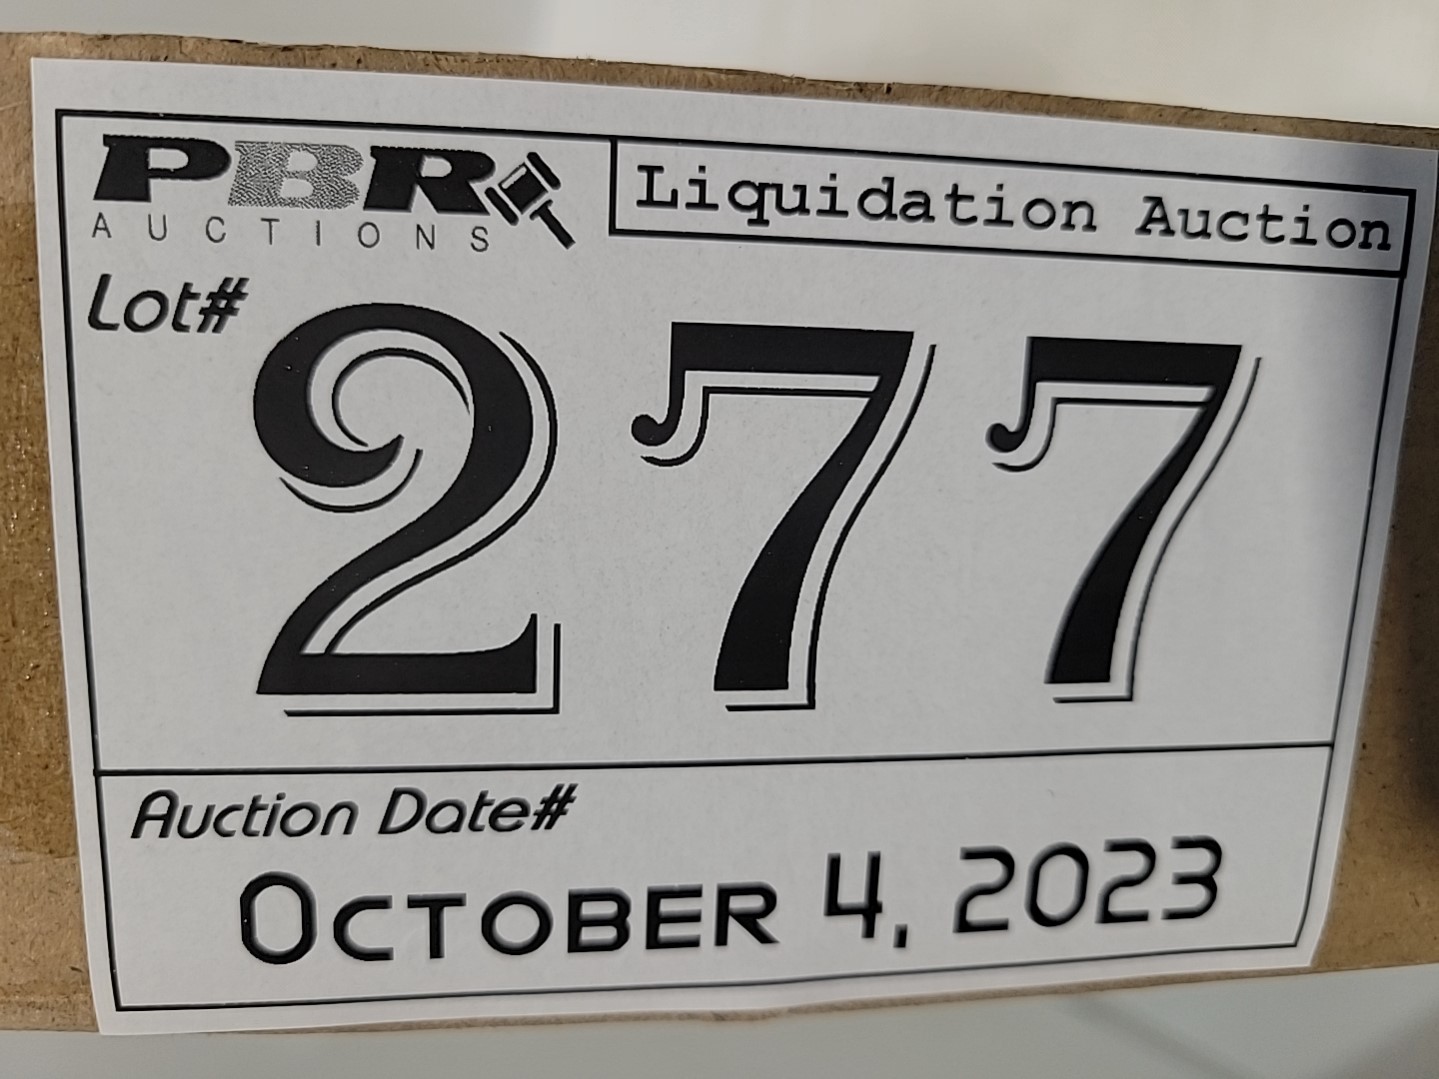 PBR
AUCTIONS
Liquidation Auction
Lot#
277
Auction Date#
OCTOBER 4, 2023